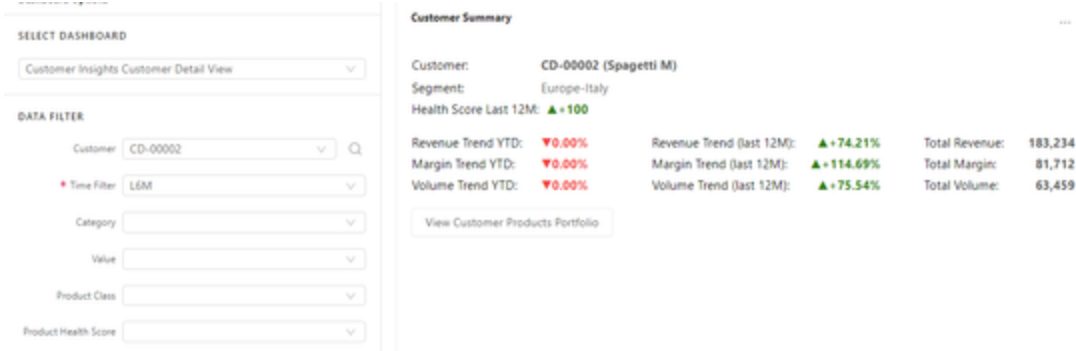 Dashboard Options
SELECT DASHBOARD
Customer Insights Customer Detail View
DATA FILTER
Customer CD-00002
* Time Filter L6M
Category
Value
Product Class
Product Health Score
Customer Summary
...
Customer: CD-00002 (Spagetti M)
Segment: Europe-Italy
Health Score Last 12M: ▲+100
Revenue Trend YTD: ▼0.00% Revenue Trend (last 12M): ▲+74.21% Total Revenue: 183,234
Margin Trend YTD: ▼0.00% Margin Trend (last 12M): ▲+114.69% Total Margin: 81,712
Volume Trend YTD: ▼0.00% Volume Trend (last 12M): ▲+75.54% Total Volume: 63,459
View Customer Products Portfolio